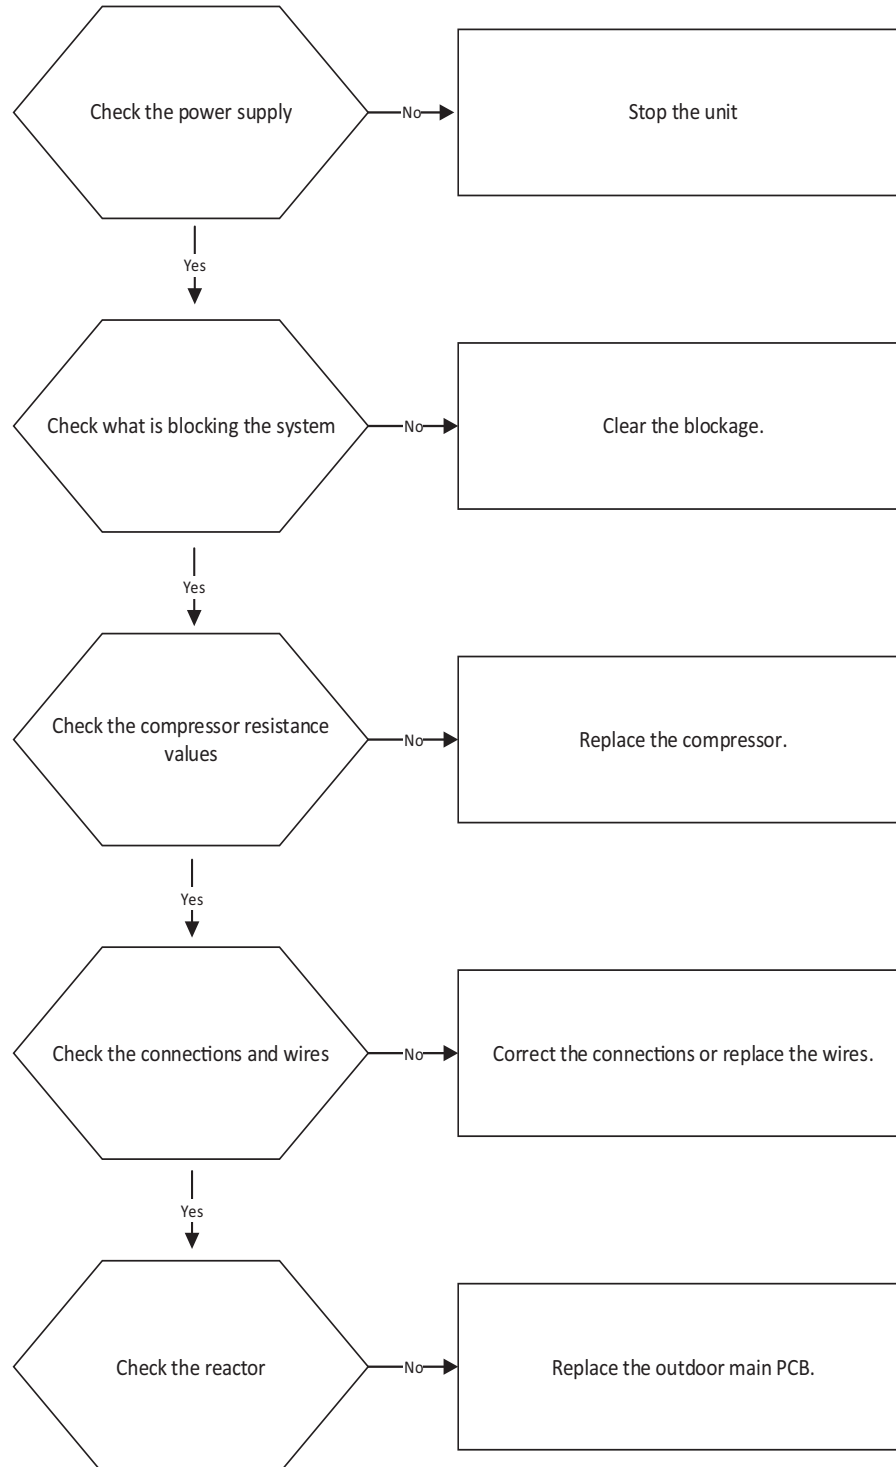 Check the power supply
No
Stop the unit
Yes
Check what is blocking the system
No
Clear the blockage.
Yes
Check the compressor resistance
values
No
Replace the compressor.
Yes
Check the connections and wires
No
Correct the connections or replace the wires.
Yes
Check the reactor
No
Replace the outdoor main PCB.